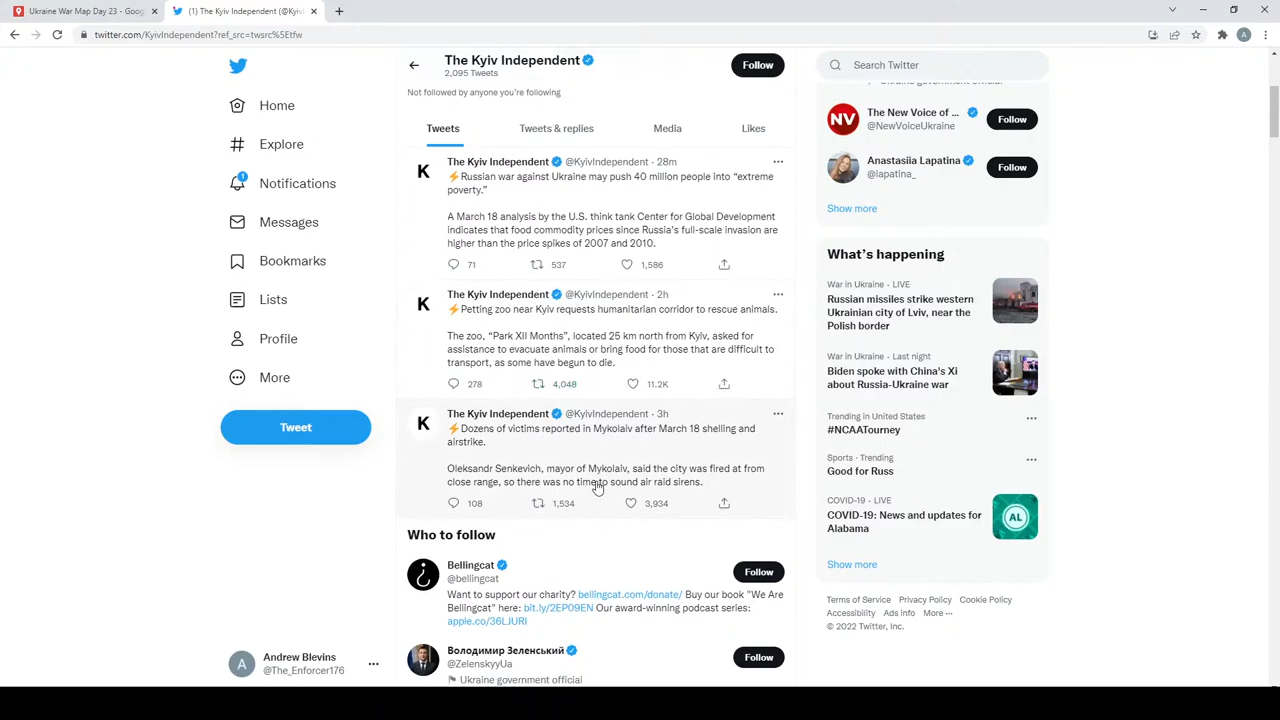 Ukraine War Map Day 23 - Goog
(1) The Kyiv Independent (@Kyivi
twitter.com/KyivIndependent?ref_src=twsrc%5Etfw
A
The Kyiv Independent
2,095 Tweets
Follow
Not followed by anyone you're following
Tweets
Tweets & replies
Media
Likes
Home
Explore
1
Notifications
Messages
Bookmarks
Lists
Profile
More
Tweet
A
Andrew Blevins
@The_Enforcer176
K
The Kyiv Independent @KyivIndependent · 28m
⚡Russian war against Ukraine may push 40 million people into “extreme
poverty.”
A March 18 analysis by the U.S. think tank Center for Global Development
indicates that food commodity prices since Russia's full-scale invasion are
higher than the price spikes of 2007 and 2010.
71 537 1,586
K
The Kyiv Independent @KyivIndependent · 2h
⚡Petting zoo near Kyiv requests humanitarian corridor to rescue animals.
The zoo, “Park XII Months”, located 25 km north from Kyiv, asked for
assistance to evacuate animals or bring food for those that are difficult to
transport, as some have begun to die.
278 4,048 11.2K
K
The Kyiv Independent @KyivIndependent · 3h
⚡Dozens of victims reported in Mykolaiv after March 18 shelling and
airstrike.
Oleksandr Senkevich, mayor of Mykolaiv, said the city was fired at from
close range, so there was no time to sound air raid sirens.
108 1,534 3,934
Who to follow
Bellingcat
@bellingcat
Follow
Want to support our charity? bellingcat.com/donate/ Buy our book "We Are
Bellingcat" here: bit.ly/2EP09EN Our award-winning podcast series:
apple.co/36LJURI
Володимир Зеленський
@ZelenskyyUa
Follow
Ukraine government official
Search Twitter
Ukraine government official
NV
The New Voice of ...
@NewVoiceUkraine
Follow
Anastasiia Lapatina
@lapatina_
Follow
Show more
What's happening
War in Ukraine · LIVE
Russian missiles strike western
Ukrainian city of Lviv, near the
Polish border
War in Ukraine · Last night
Biden spoke with China's Xi
about Russia-Ukraine war
Trending in United States
#NCAATourney
Sports · Trending
Good for Russ
COVID-19 · LIVE
COVID-19: News and updates for
Alabama
AL
Show more
Terms of Service Privacy Policy Cookie Policy
Accessibility Ads info More ···
© 2022 Twitter, Inc.